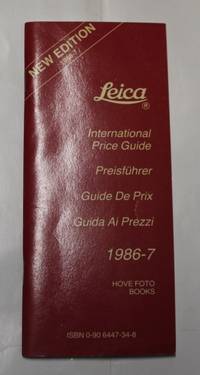 NEW EDITION
Leica
®
International
Price Guide
Preisführer
Guide De Prix
Guida Ai Prezzi
1986-7
HOVE FOTO
BOOKS
ISBN 0-90 6447-34-8